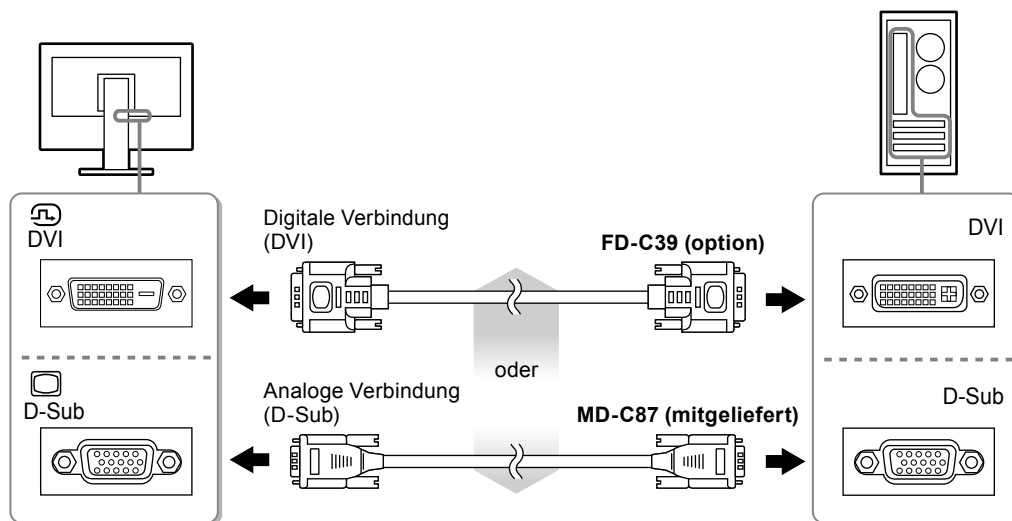 DVI
Digitale Verbindung
(DVI)
FD-C39 (option)
DVI
oder
D-Sub
Analoge Verbindung
(D-Sub)
MD-C87 (mitgeliefert)
D-Sub